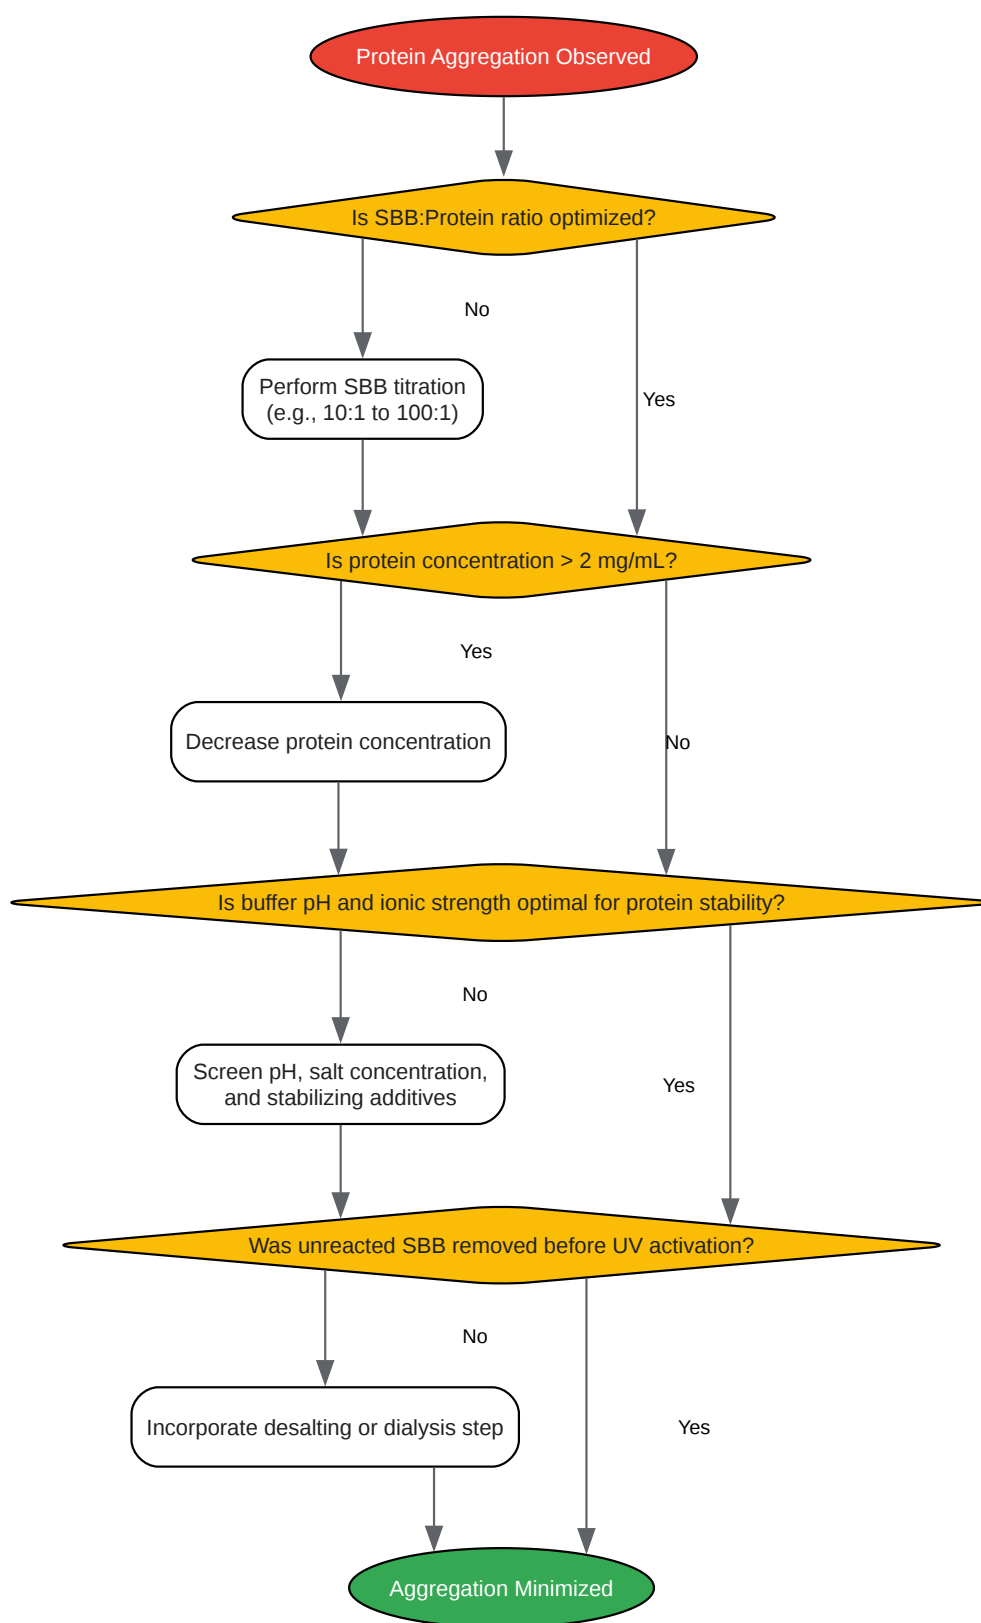 Protein Aggregation Observed
Is SBB:Protein ratio optimized?
No
Perform SBB titration
(e.g., 10:1 to 100:1)
Yes
Is protein concentration > 2 mg/mL?
Yes
Decrease protein concentration
No
Is buffer pH and ionic strength optimal for protein stability?
No
Screen pH, salt concentration,
and stabilizing additives
Yes
Was unreacted SBB removed before UV activation?
No
Incorporate desalting or dialysis step
Yes
Aggregation Minimized